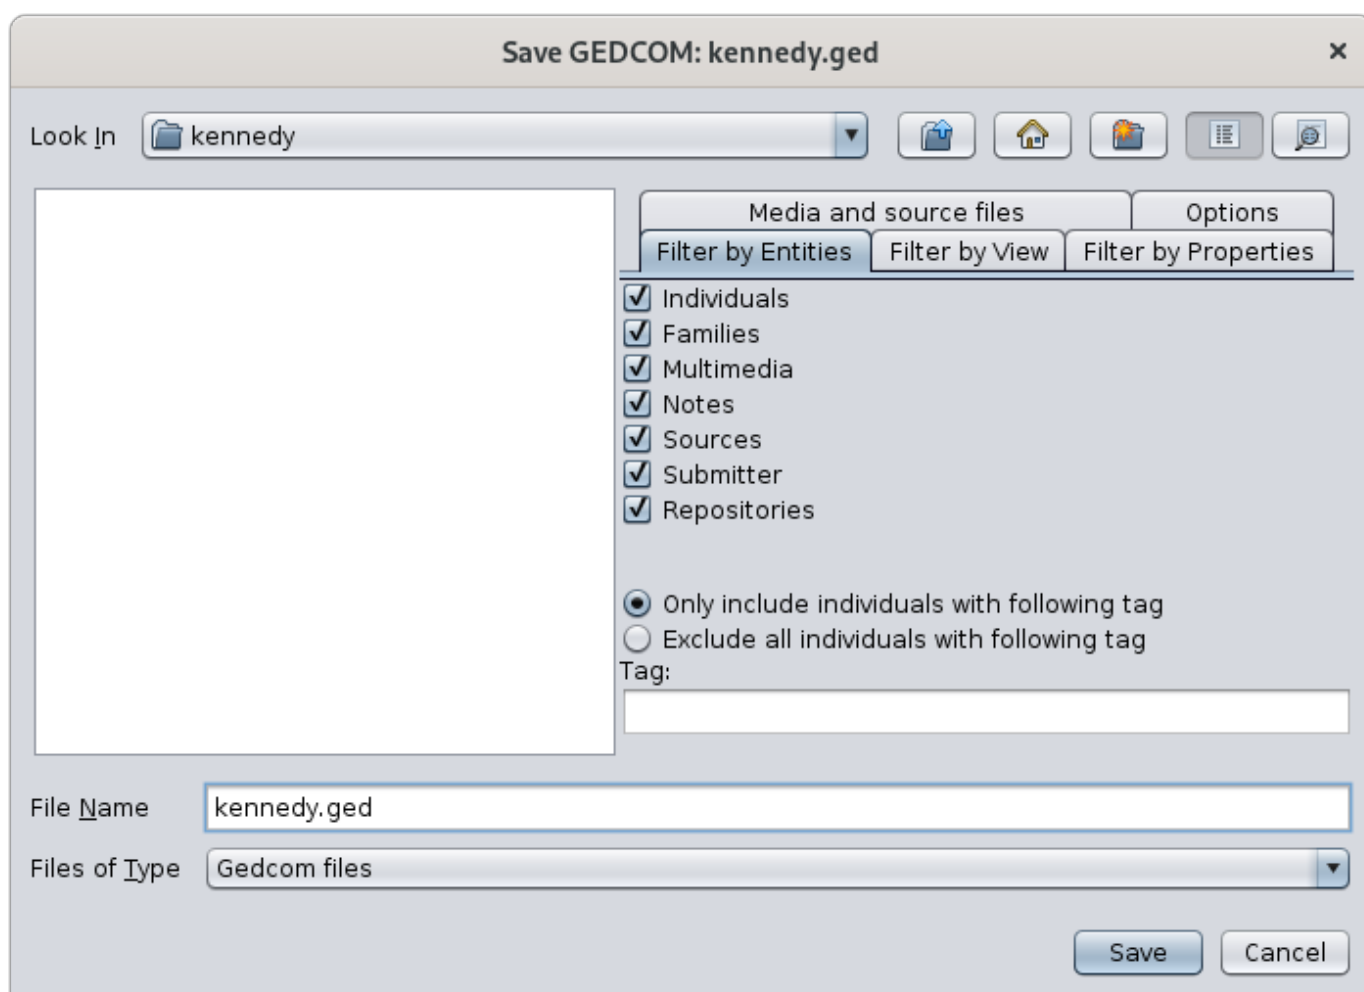 Save GEDCOM: kennedy.ged
Look In kennedy
Media and source files Options
Filter by Entities Filter by View Filter by Properties
Individuals
Families
Multimedia
Notes
Sources
Submitter
Repositories
Only include individuals with following tag
Exclude all individuals with following tag
Tag:
File Name kennedy.ged
Files of Type Gedcom files
Save Cancel